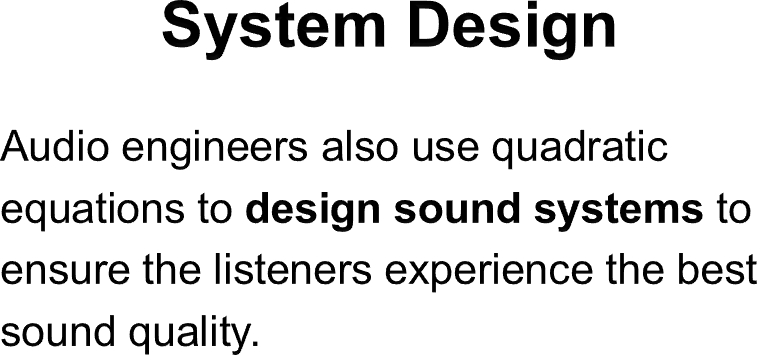 System Design
Audio engineers also use quadratic
equations to design sound systems to
ensure the listeners experience the best
sound quality.